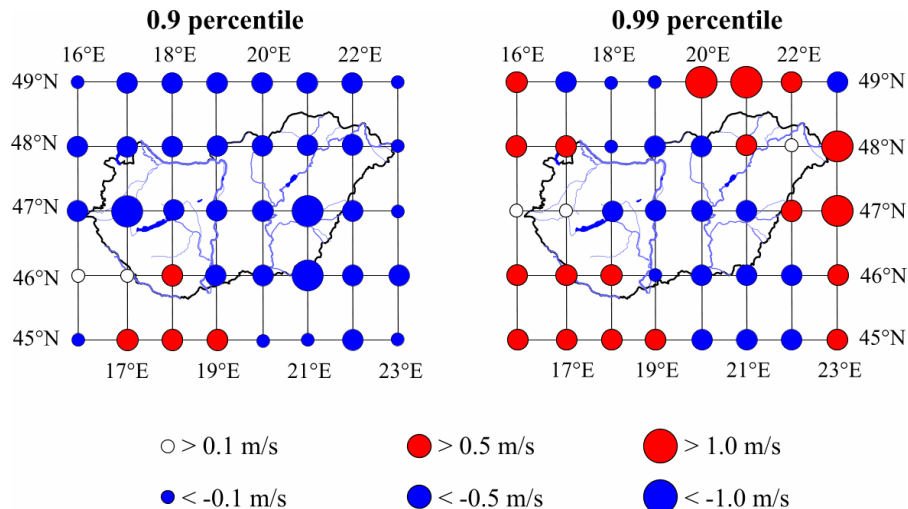 0.9 percentile
0.99 percentile
16°E 18°E 20°E 22°E
16°E 18°E 20°E 22°E
49°N
49°N
48°N
48°N
47°N
47°N
46°N
46°N
45°N
45°N
17°E 19°E 21°E 23°E
17°E 19°E 21°E 23°E
> 0.1 m/s
> 0.5 m/s
> 1.0 m/s
< -0.1 m/s
< -0.5 m/s
< -1.0 m/s